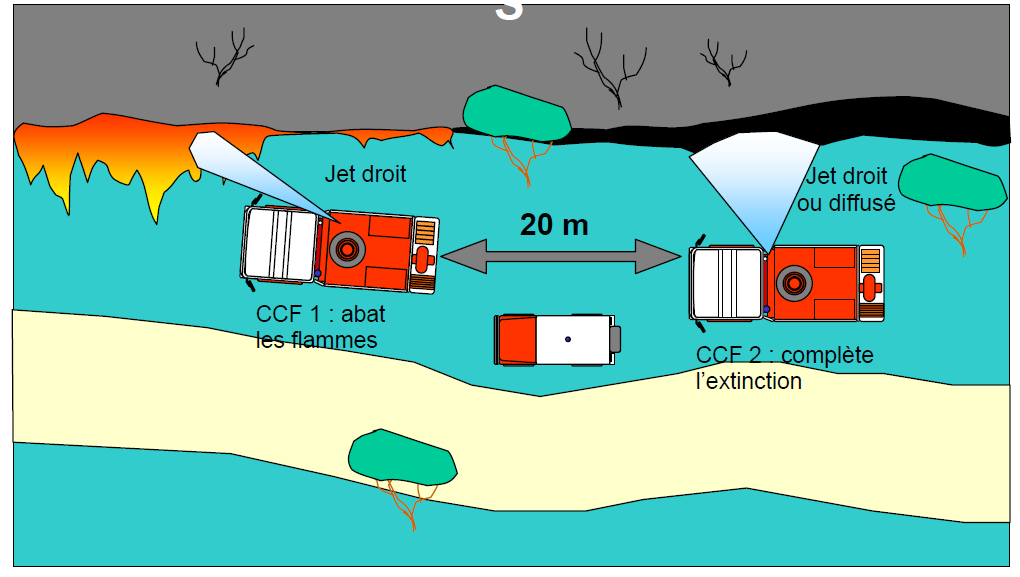 S
Jet droit
Jet droit
ou diffusé
20 m
CCF 1 : abat
les flammes
CCF 2 : complète
l'extinction